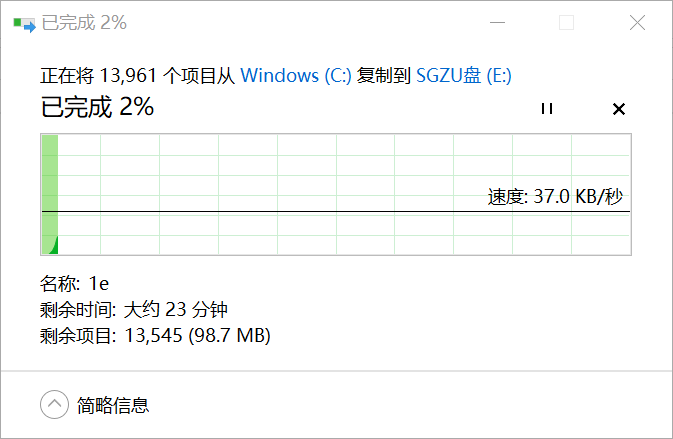 已完成 2%
正在将 13,961 个项目从 Windows (C:) 复制到 SGZU盘 (E:)
已完成 2%
速度: 37.0 KB/秒
名称: 1e
剩余时间: 大约 23 分钟
剩余项目: 13,545 (98.7 MB)
简略信息